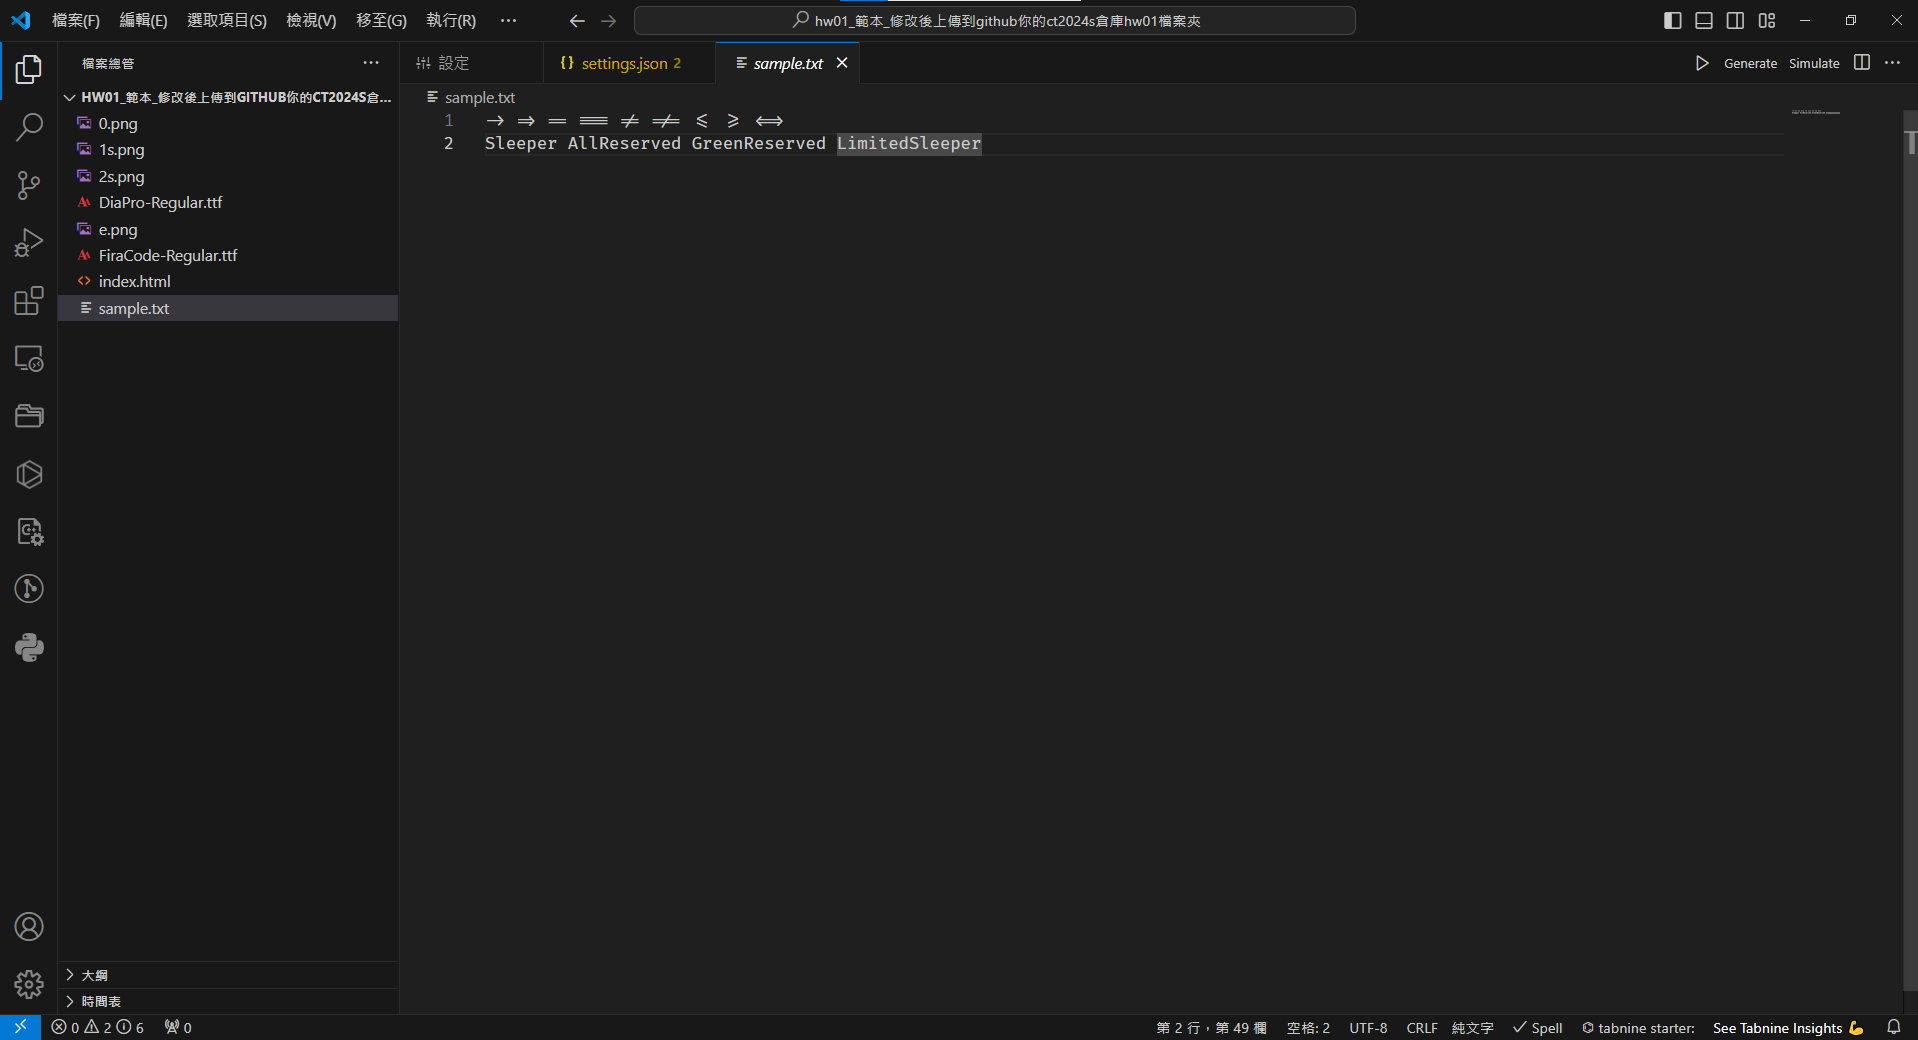 檔案(F) 編輯(E) 選取項目(S) 檢視(V) 移至(G) 執行(R) ···
hw01_範本_修改後上傳到github你的ct2024s倉庫hw01檔案夾
檔案總管
HW01_範本_修改後上傳到GITHUB你的CT2024S倉...
0.png
1s.png
2s.png
DiaPro-Regular.ttf
e.png
FiraCode-Regular.ttf
index.html
sample.txt
大綱
時間表
設定
settings.json 2
sample.txt
Generate Simulate
sample.txt
1 -> => == === != !== <= >= <=>
2 Sleeper AllReserved GreenReserved LimitedSleeper
0 2 6 0
第 2 行，第 49 欄 空格: 2 UTF-8 CRLF 純文字 Spell tabnine starter: See Tabnine Insights 💪